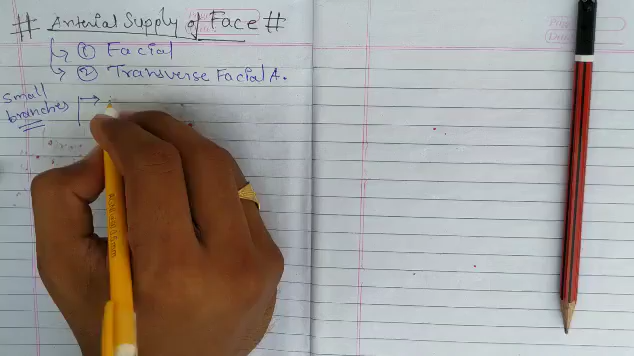 # Arterial Supply of Face #
① Facial
② Transverse Facial A.
Small
branches